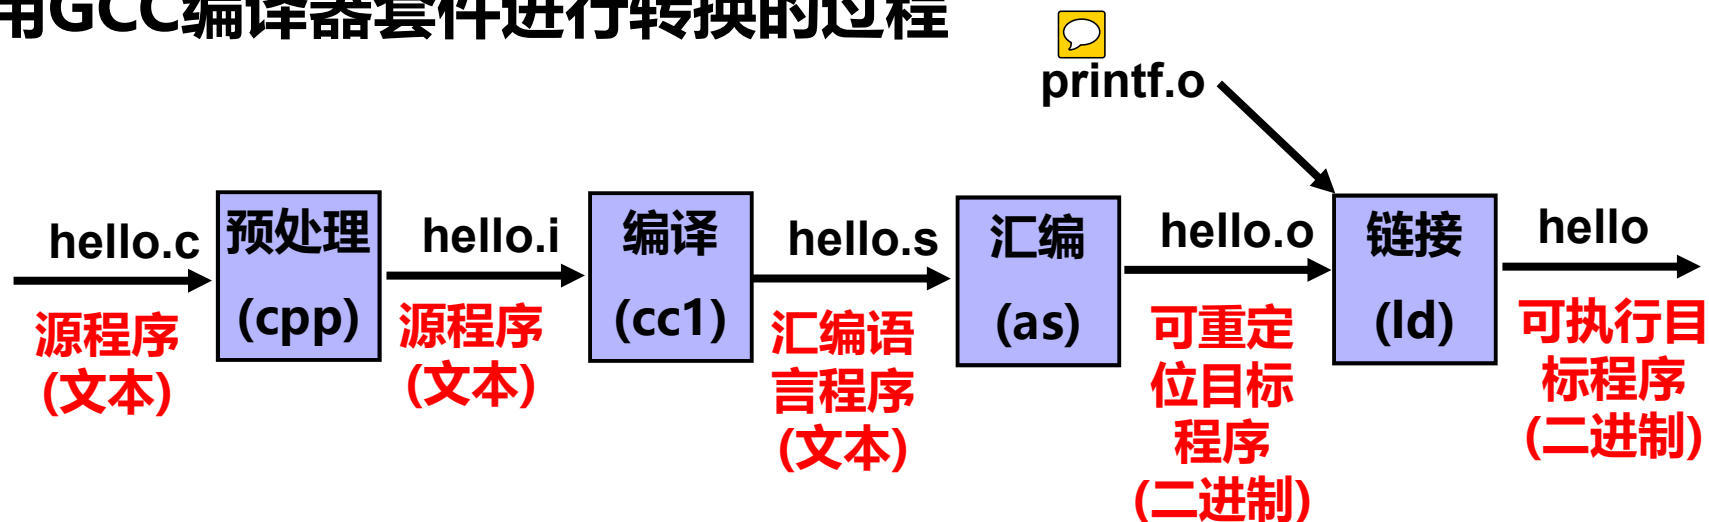 用GCC编译器套件进行转换的过程
printf.o
hello.c
预处理
(cpp)
hello.i
编译
(cc1)
hello.s
汇编
(as)
hello.o
链接
(ld)
hello
源程序
(文本)
源程序
(文本)
汇编语
言程序
(文本)
可重定
位目标
程序
(二进制)
可执行目
标程序
(二进制)